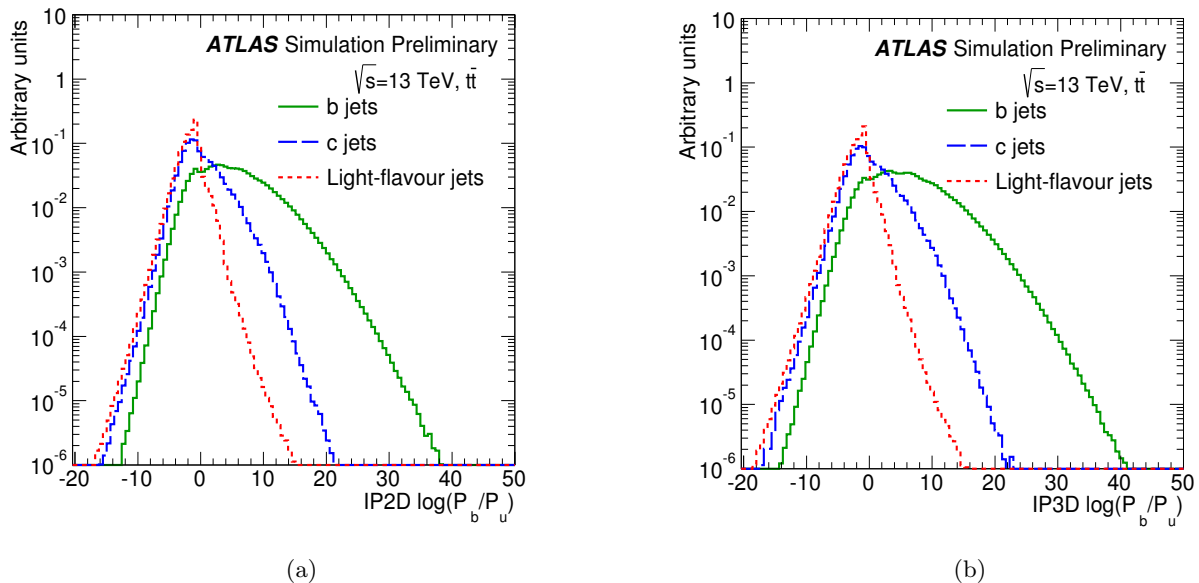 10
ATLAS Simulation Preliminary
√s=13 TeV, tt̄
1
b jets
c jets
Light-flavour jets
10⁻¹
10⁻²
10⁻³
10⁻⁴
10⁻⁵
10⁻⁶
Arbitrary units
-20 -10 0 10 20 30 40 50
IP2D log(P_b/P_u)
(a)
10
ATLAS Simulation Preliminary
√s=13 TeV, tt̄
1
b jets
c jets
Light-flavour jets
10⁻¹
10⁻²
10⁻³
10⁻⁴
10⁻⁵
10⁻⁶
Arbitrary units
-20 -10 0 10 20 30 40 50
IP3D log(P_b/P_u)
(b)